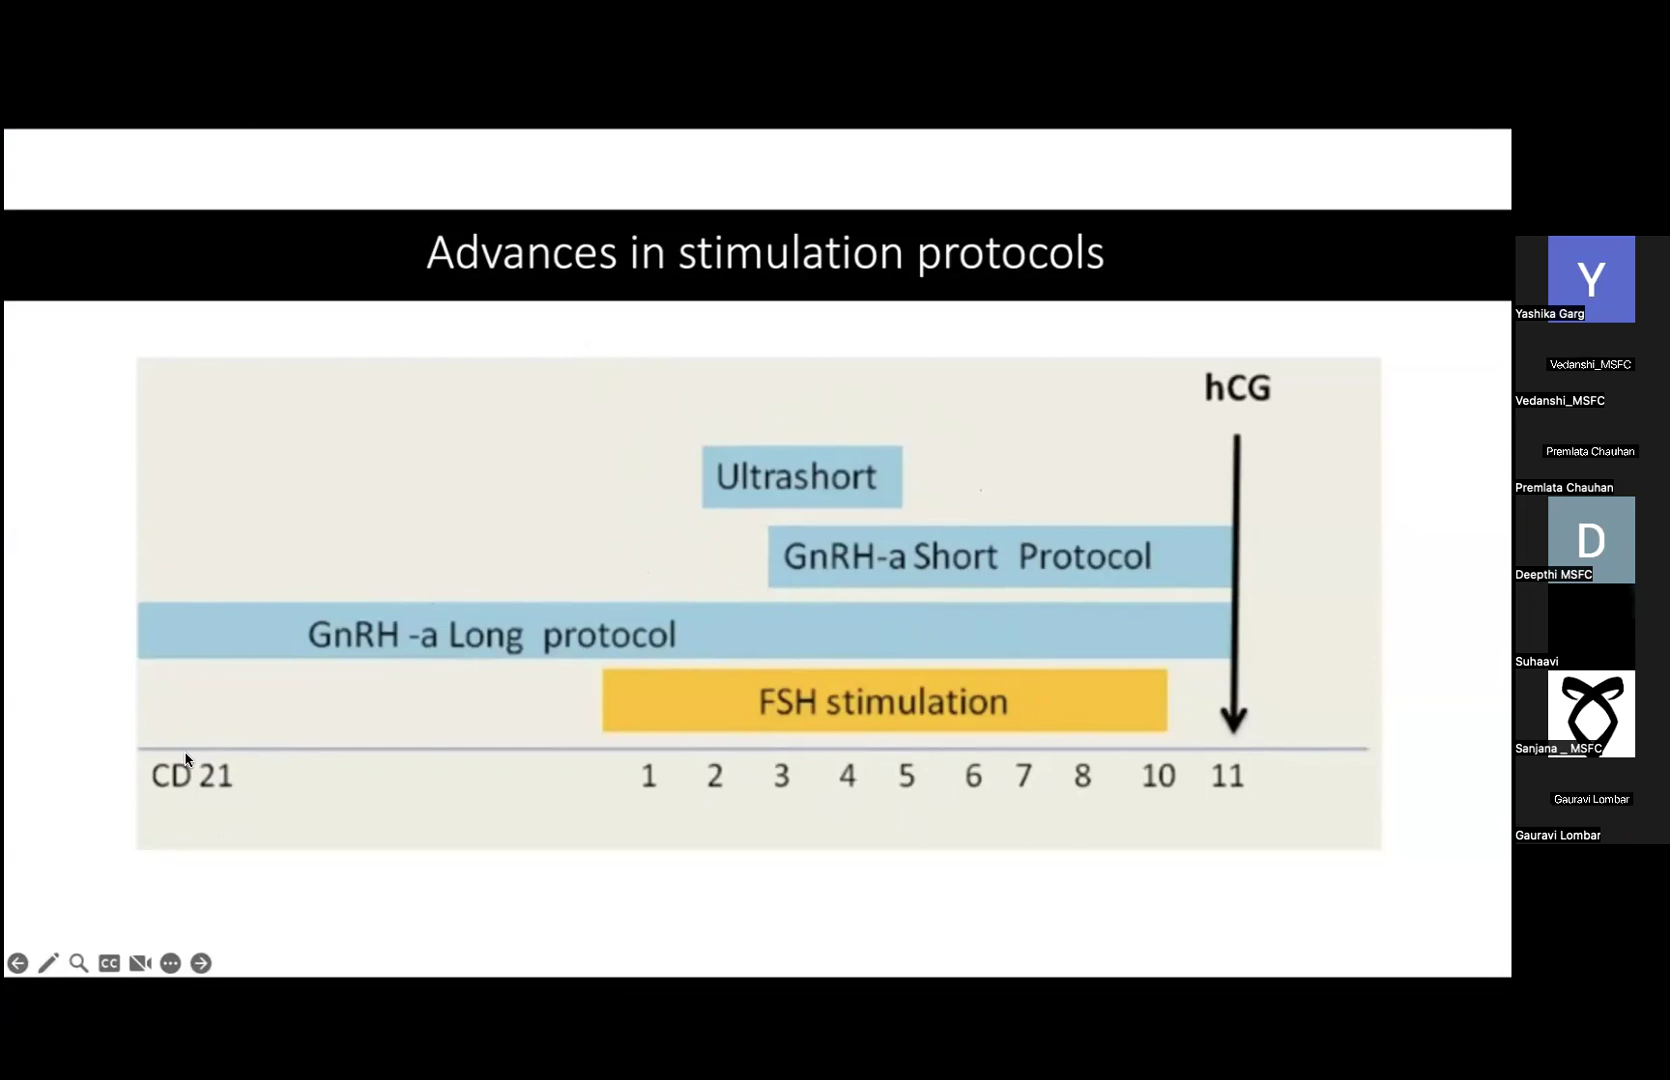 Advances in stimulation protocols
hCG
Ultrashort
GnRH-a Short Protocol
GnRH -a Long protocol
FSH stimulation
CD 21 1 2 3 4 5 6 7 8 10 11
CC
Y
Yashika Garg
Vedanshi_MSFC
Vedanshi_MSFC
Premlata Chauhan
Premlata Chauhan
D
Deepthi MSFC
Suhaavi
Sanjana _ MSFC
Gauravi Lombar
Gauravi Lombar